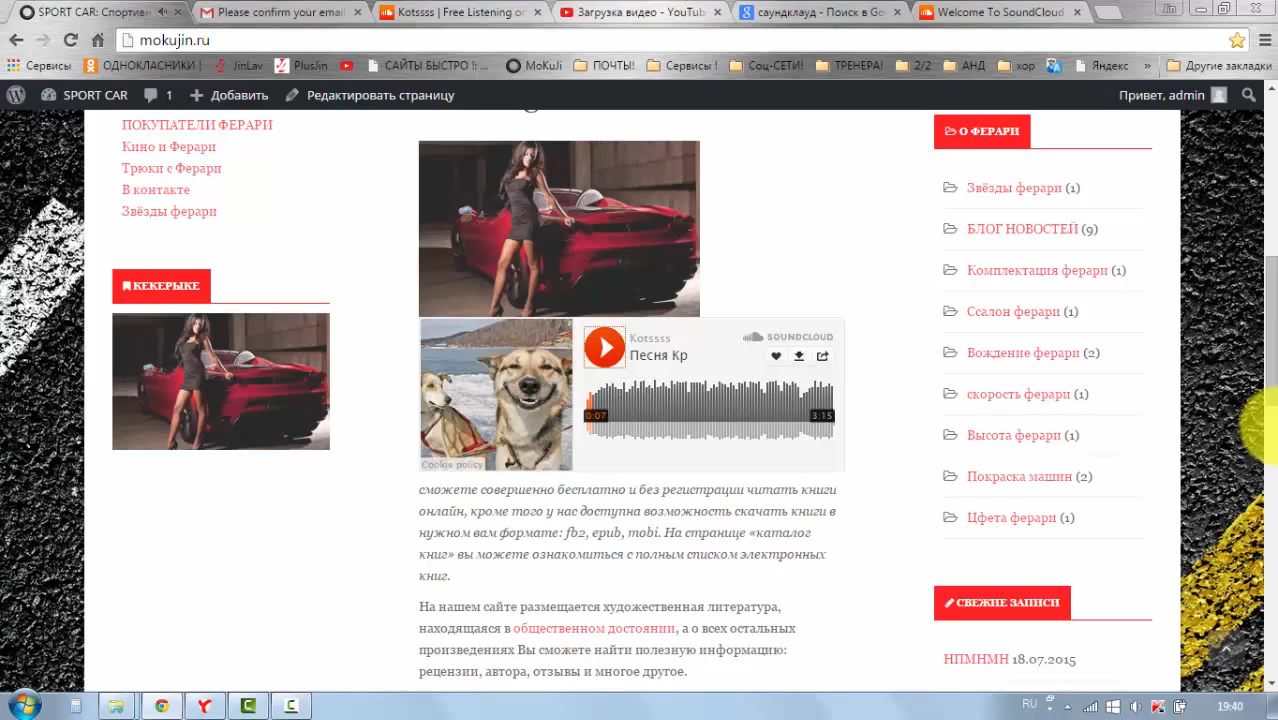 SPORT CAR: Спортивн
Please confirm your email
Kotssss | Free Listening or
Загрузка видео - YouTub
саундклауд - Поиск в Go
Welcome To SoundCloud
mokujin.ru
Сервисы
ОДНОКЛАСНИКИ !
JinLav
PlusJin
САЙТЫ БЫСТРО !: ...
MoKuJi
ПОЧТЫ!
Сервисы !
Соц-СЕТИ!
ТРЕНЕРА!
2/2
АНД
хор
Яндекс
»
Другие закладки
SPORT CAR
1
Добавить
Редактировать страницу
Привет, admin
ПОКУПАТЕЛИ ФЕРАРИ
Кино и Ферари
Трюки с Ферари
В контакте
Звёзды ферари
КЕКЕРЫКЕ
Kotssss
Песня Кр
SOUNDCLOUD
0:07
3:15
Cookie policy
сможете совершенно бесплатно и без регистрации читать книги
онлайн, кроме того у нас доступна возможность скачать книги в
нужном вам формате: fb2, epub, mobi. На странице «каталог
книг» вы можете ознакомиться с полным списком электронных
книг.
На нашем сайте размещается художественная литература,
находящаяся в общественном достоянии, а о всех остальных
произведениях Вы сможете найти полезную информацию:
рецензии, автора, отзывы и многое другое.
О ФЕРАРИ
Звёзды ферари (1)
БЛОГ НОВОСТЕЙ (9)
Комплектация ферари (1)
Ссалон ферари (1)
Вождение ферари (2)
скорость ферари (1)
Высота ферари (1)
Покраска машин (2)
Цфета ферари (1)
СВЕЖИЕ ЗАПИСИ
НПМНМН 18.07.2015
RU
19:40